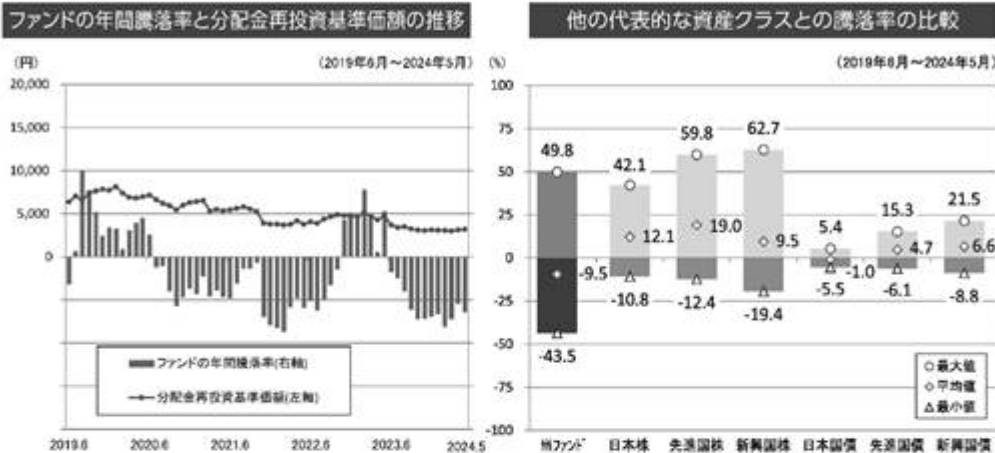 ファンドの年間騰落率と分配金再投資基準価額の推移
(円)
(2019年6月～2024年5月)
20,000
15,000
10,000
5,000
0
ファンドの年間騰落率(右軸)
分配金再投資基準価額(左軸)
2019.6 2020.6 2021.6 2022.6 2023.6 2024.5
他の代表的な資産クラスとの騰落率の比較
(%)
(2019年6月～2024年5月)
100
75
50
25
0
-25
-50
-75
-100
49.8 42.1 59.8 62.7 5.4 15.3 21.5
-9.5 12.1 19.0 9.5 -1.0 4.7 6.6
-43.5 -10.8 -12.4 -19.4 -5.5 -6.1 -8.8
最大値
平均値
最小値
当ファンド 日本株 先進国株 新興国株 日本国債 先進国債 新興国債